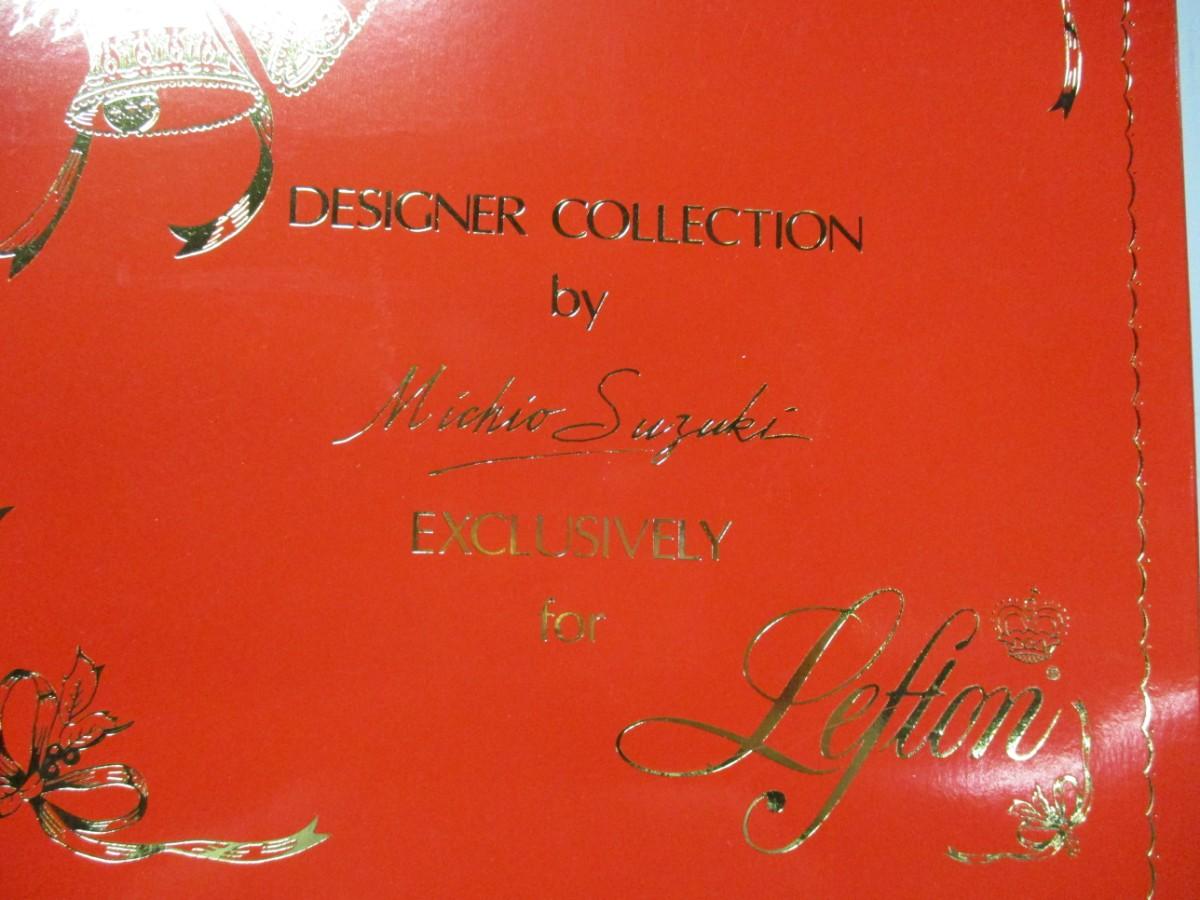 DESIGNER COLLECTION
by
Michio Suzuki
EXCLUSIVELY
for
Lefton®